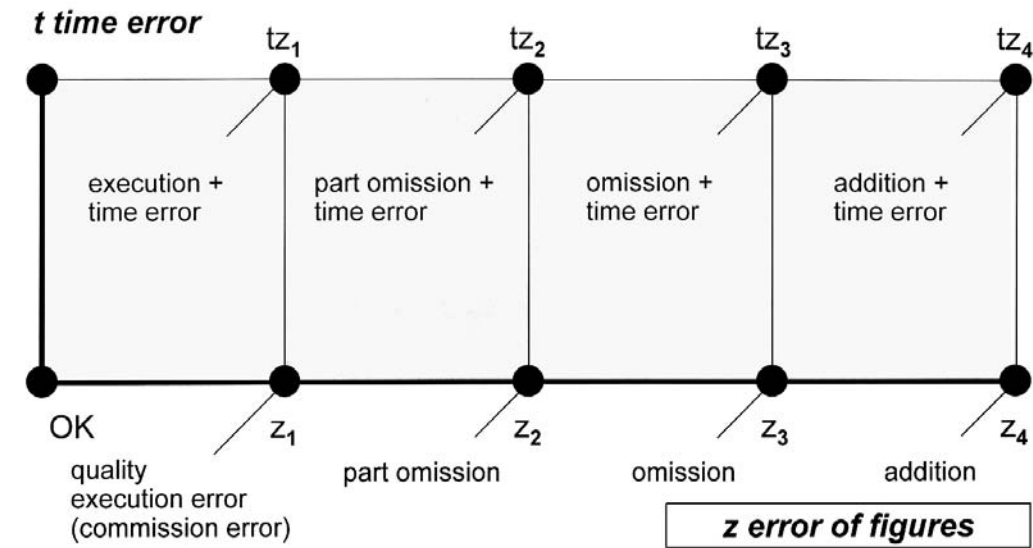 t time error
tz₁
tz₂
tz₃
tz₄
execution +
time error
part omission +
time error
omission +
time error
addition +
time error
OK
z₁
z₂
z₃
z₄
quality
execution error
(commission error)
part omission
omission
addition
z error of figures